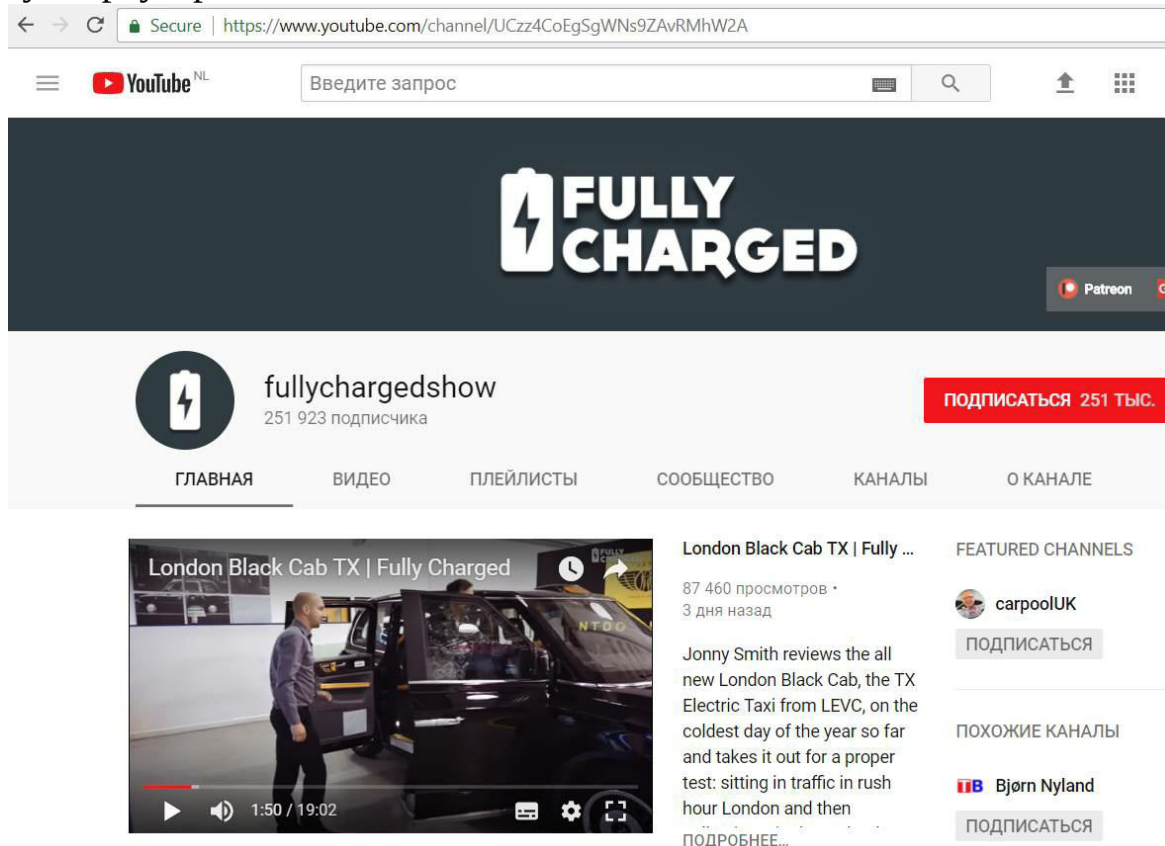 Secure | https://www.youtube.com/channel/UCzz4CoEgSgWNs9ZAvRMhW2A
YouTube NL
Введите запрос
FULLY
CHARGED
Patreon
fullychargedshow
251 923 подписчика
ПОДПИСАТЬСЯ 251 ТЫС.
ГЛАВНАЯ ВИДЕО ПЛЕЙЛИСТЫ СООБЩЕСТВО КАНАЛЫ О КАНАЛЕ
London Black Cab TX | Fully Charged
FULLY
NTDO
1:50 / 19:02
London Black Cab TX | Fully ...
87 460 просмотров •
3 дня назад
Jonny Smith reviews the all
new London Black Cab, the TX
Electric Taxi from LEVC, on the
coldest day of the year so far
and takes it out for a proper
test: sitting in traffic in rush
hour London and then
ПОДРОБНЕЕ...
FEATURED CHANNELS
carpoolUK
ПОДПИСАТЬСЯ
ПОХОЖИЕ КАНАЛЫ
TB Bjørn Nyland
ПОДПИСАТЬСЯ